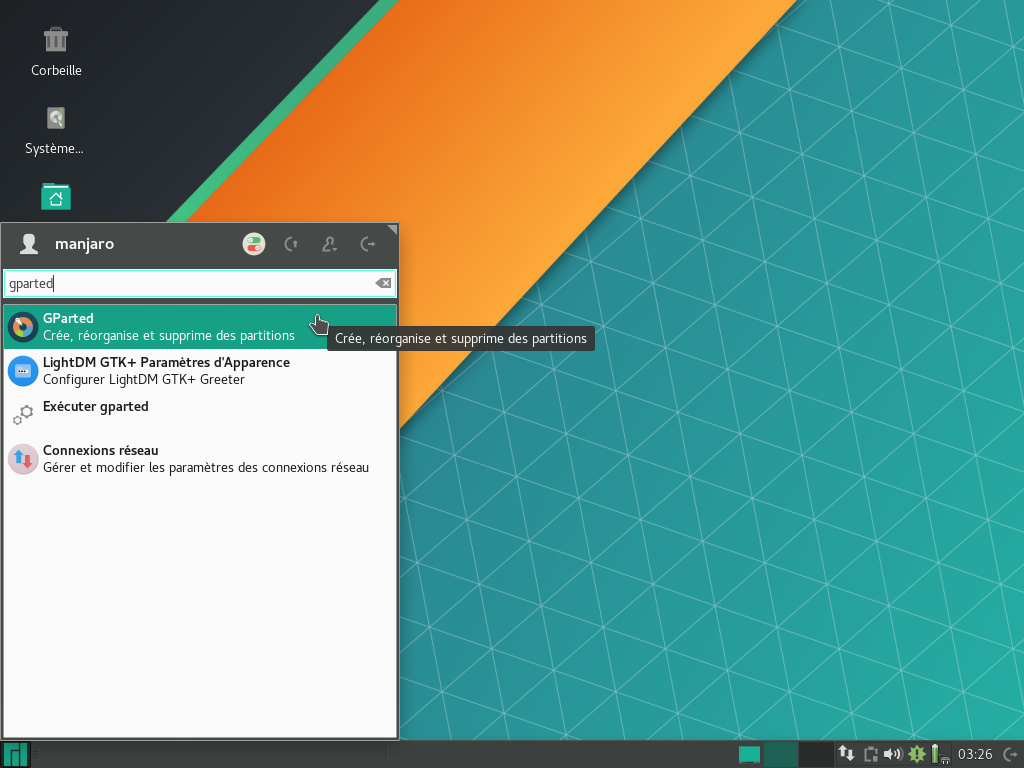 Corbeille
Système...
manjaro
gparted
GParted
Crée, réorganise et supprime des partitions
Crée, réorganise et supprime des partitions
LightDM GTK+ Paramètres d'Apparence
Configurer LightDM GTK+ Greeter
Exécuter gparted
Connexions réseau
Gérer et modifier les paramètres des connexions réseau
03:26